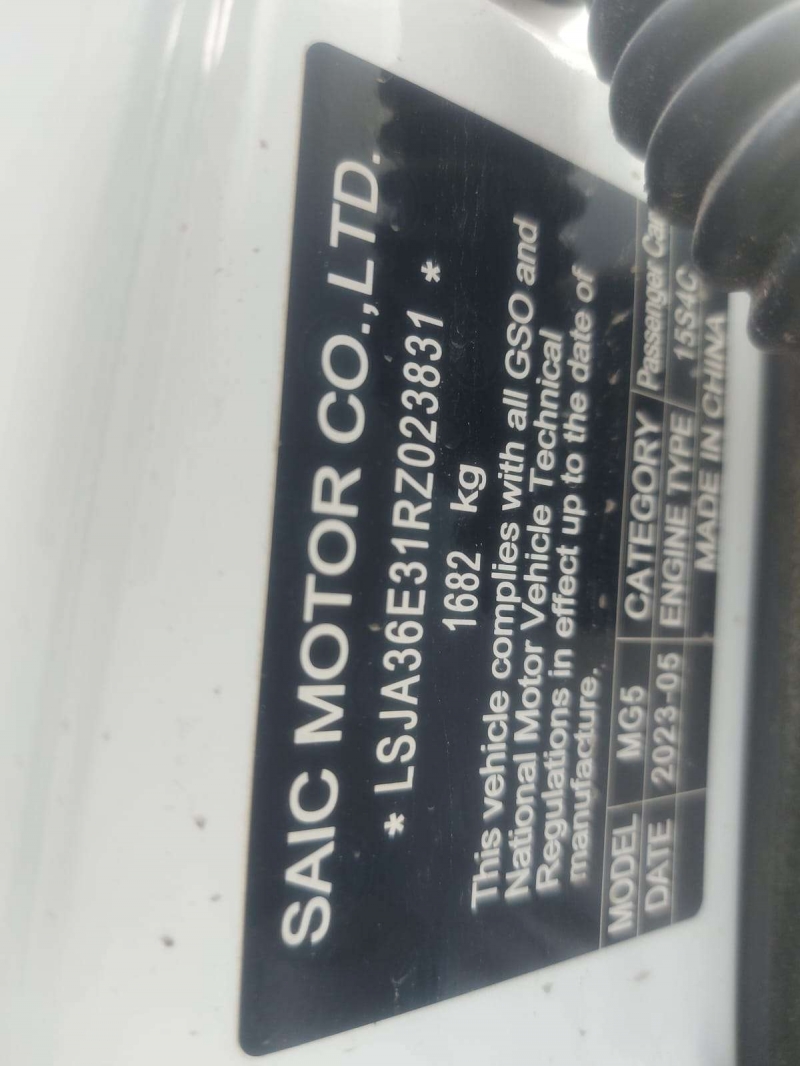 SAIC MOTOR CO.,LTD.
* LSJA36E31RZ023831 *
1682 kg
This vehicle complies with all GSO and
National Motor Vehicle Technical
Regulations in effect up to the date of
manufacture.
MODEL MG5 CATEGORY Passenger Car
DATE 2023-05 ENGINE TYPE 15S4C
MADE IN CHINA